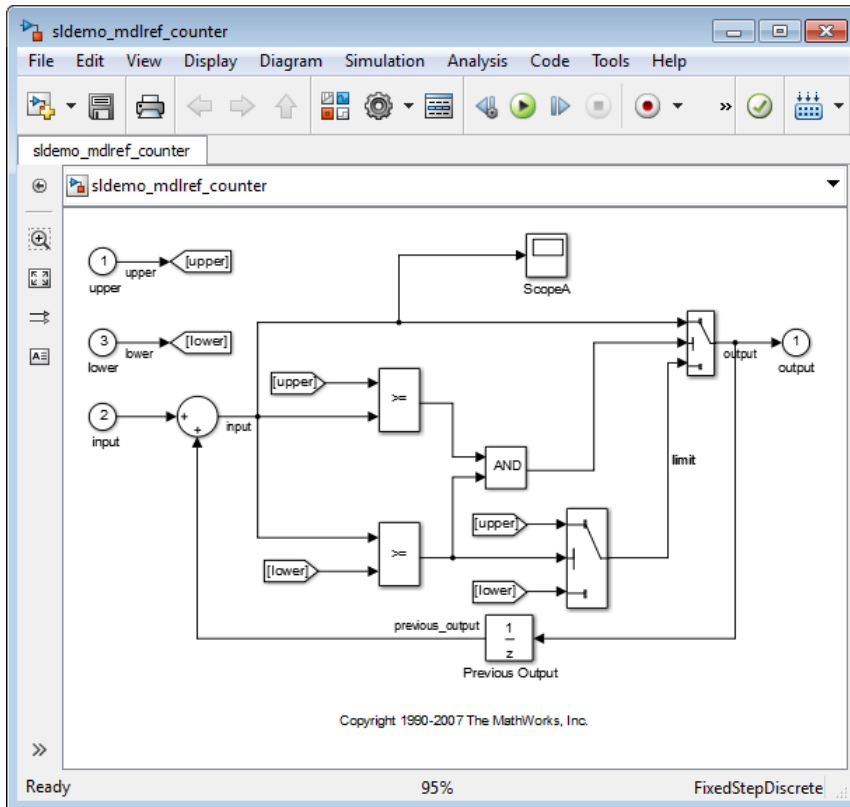 sldemo_mdlref_counter
File Edit View Display Diagram Simulation Analysis Code Tools Help
»
sldemo_mdlref_counter
sldemo_mdlref_counter
1 upper [upper]
upper
ScopeA
3 lower [lower]
lower
output 1
output
[upper] >=
2 + + input
input
AND
limit
[upper]
>=
[lower]
[lower]
previous_output
1
z
Previous Output
Copyright 1990-2007 The MathWorks, Inc.
»
Ready 95% FixedStepDiscrete